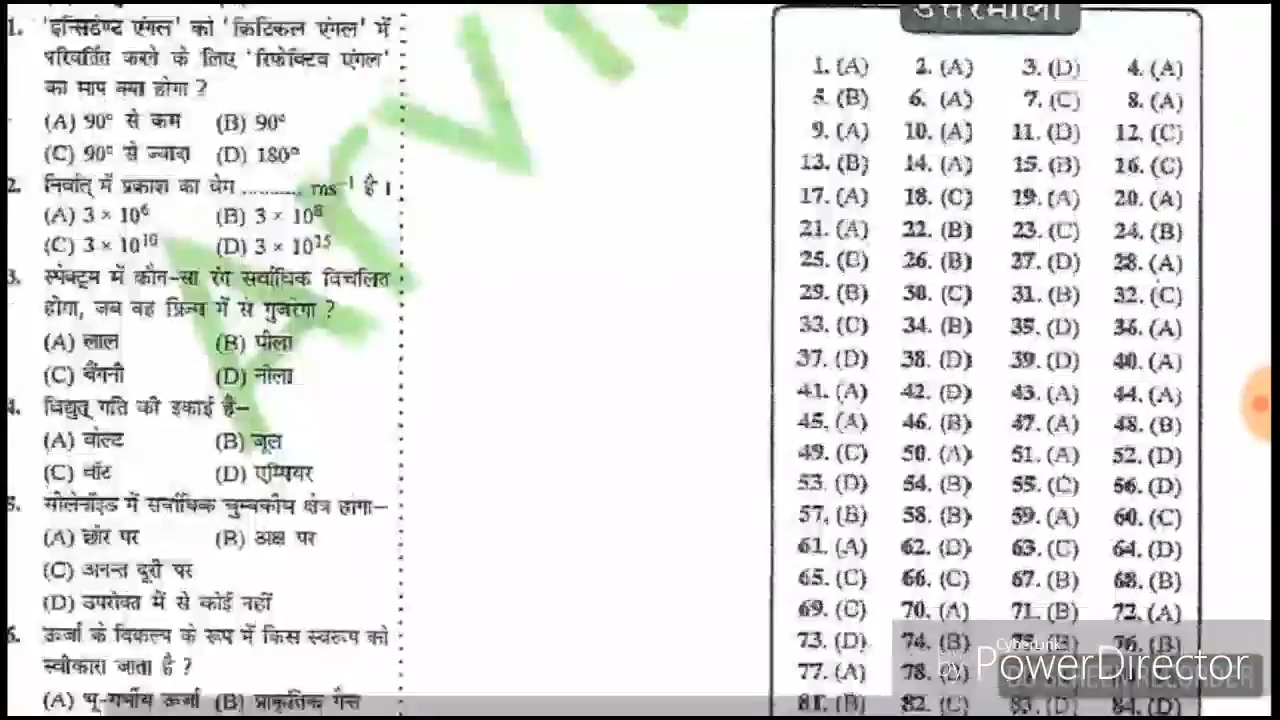 1. 'इन्सिडेण्ट एंगल' को 'क्रिटिकल एंगल' में
परिवर्तित करने के लिए 'रिफ्रेक्टिव एंगल'
का माप क्या होगा ?
(A) 90° से कम (B) 90°
(C) 90° से ज्यादा (D) 180°
2. निर्वात् में प्रकाश का वेग .......... ms⁻¹ है।
(A) 3 × 10⁶ (B) 3 × 10⁸
(C) 3 × 10¹⁰ (D) 3 × 10¹⁵
3. स्पेक्ट्रम में कौन-सा रंग सर्वाधिक विचलित
होगा, जब वह प्रिज्म में से गुजरेगा ?
(A) लाल (B) पीला
(C) बैंगनी (D) नीला
4. विद्युत् गति की इकाई है–
(A) वोल्ट (B) जूल
(C) वॉट (D) एम्पियर
5. सोलेनॉइड में सर्वाधिक चुम्बकीय क्षेत्र होगा–
(A) छोर पर (B) अक्ष पर
(C) अनन्त दूरी पर
(D) उपरोक्त में से कोई नहीं
6. ऊर्जा के विकल्प के रूप में किस स्वरूप को
स्वीकारा जाता है ?
(A) भू-गर्भीय ऊर्जा (B) प्राकृतिक गैस
उत्तरमाला
1. (A) 2. (A) 3. (D) 4. (A)
5. (B) 6. (A) 7. (C) 8. (A)
9. (A) 10. (A) 11. (D) 12. (C)
13. (B) 14. (A) 15. (B) 16. (C)
17. (A) 18. (C) 19. (A) 20. (A)
21. (A) 22. (B) 23. (C) 24. (B)
25. 26. (B) 27. (D) 28. (A)
29. (B) 30. (C) 31. (B) 32. (C)
33. (C) 34. (B) 35. (D) 36. (A)
37. (D) 38. (D) 39. (D) 40. (A)
41. (A) 42. (D) 43. (A) 44. (A)
45. (A) 46. (B) 47. (A) 48. (B)
49. (C) 50. (A) 51. (A) 52. (D)
53. (D) 54. (B) 55. (C) 56. (D)
57. (B) 58. (B) 59. (A) 60. (C)
61. (A) 62. (D) 63. (C) 64. (D)
65. (C) 66. (C) 67. (B) 68. (B)
69. (C) 70. (A) 71. (B) 72. (A)
73. (D) 74. (B) 76. (B)
77. (A) 78.
81. (B) 82. (C) 83. (D) 84. (D)
CyberLink
by PowerDirector
DU SCREEN RECORDER